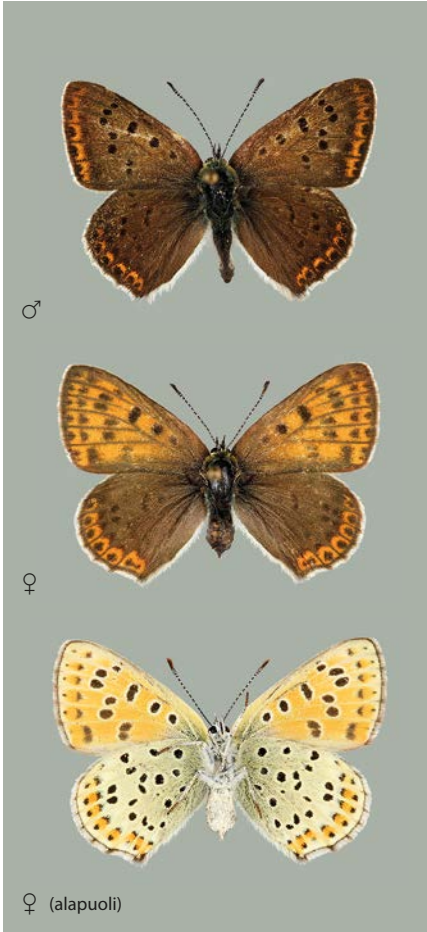 ♂
♀
♀ (alapuoli)